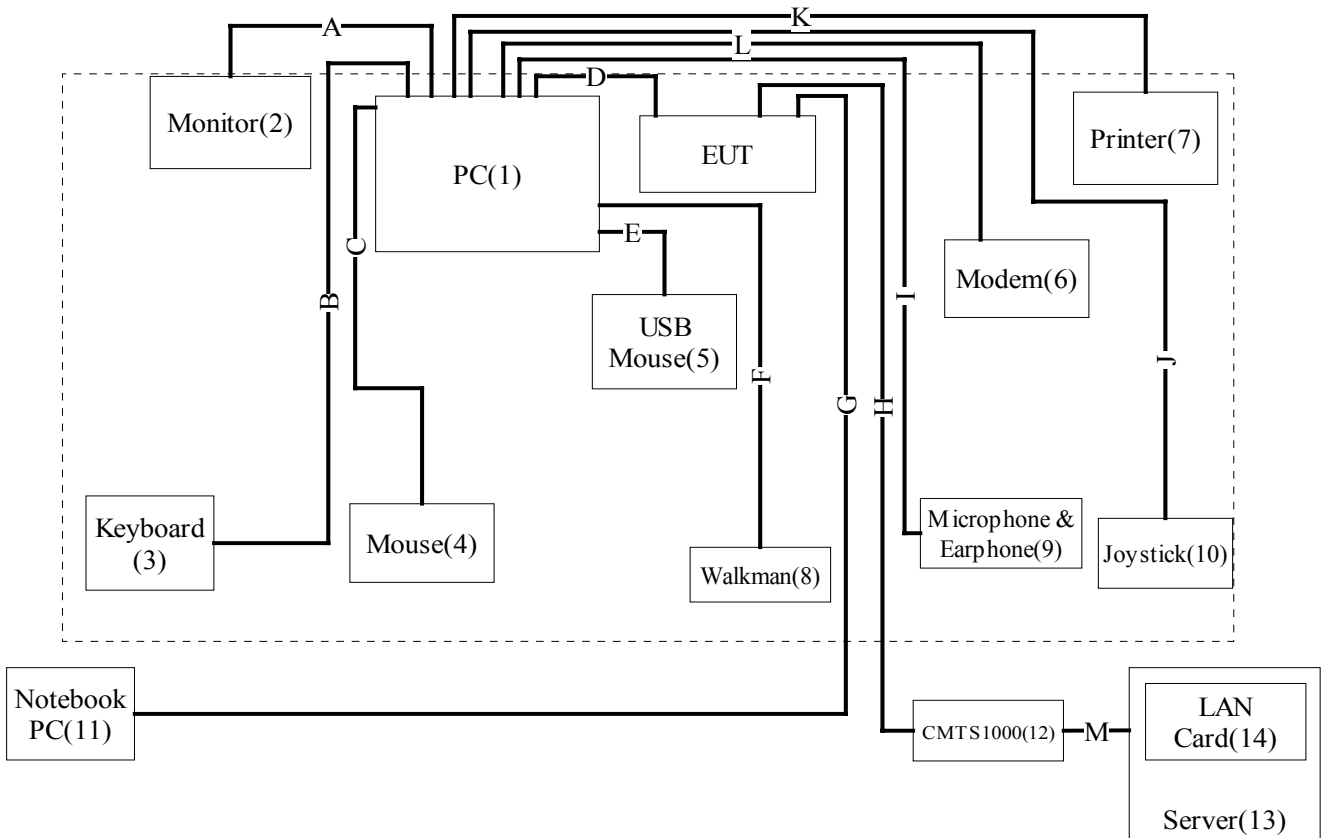 K
A
K
L
D
Monitor(2)
Printer(7)
EUT
PC(1)
E
C
Modem(6)
B
I
USB
Mouse(5)
J
F
G
H
Keyboard
(3)
Mouse(4)
Microphone &
Earphone(9)
Joystick(10)
Walkman(8)
Notebook
PC(11)
CMTS1000(12)
M
LAN
Card(14)
Server(13)